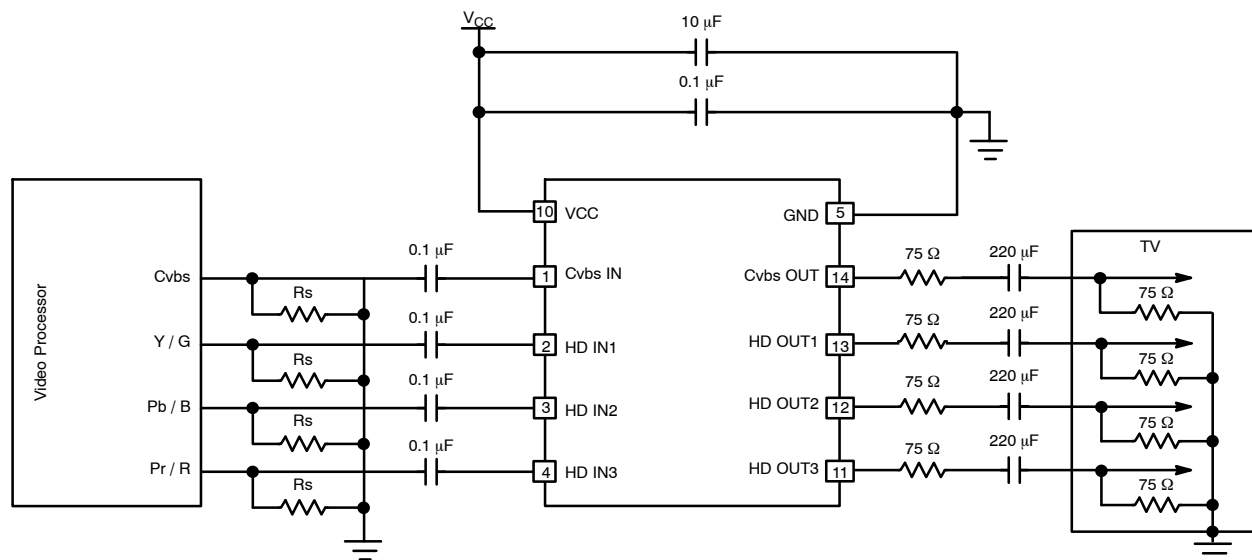 V_CC
10 μF
0.1 μF
Video Processor
Cvbs
Y / G
Pb / B
Pr / R
Rs
Rs
Rs
Rs
0.1 μF
0.1 μF
0.1 μF
0.1 μF
10 VCC
1 Cvbs IN
2 HD IN1
3 HD IN2
4 HD IN3
GND 5
Cvbs OUT 14
HD OUT1 13
HD OUT2 12
HD OUT3 11
75 Ω 220 μF
75 Ω 220 μF
75 Ω 220 μF
75 Ω 220 μF
TV
75 Ω
75 Ω
75 Ω
75 Ω